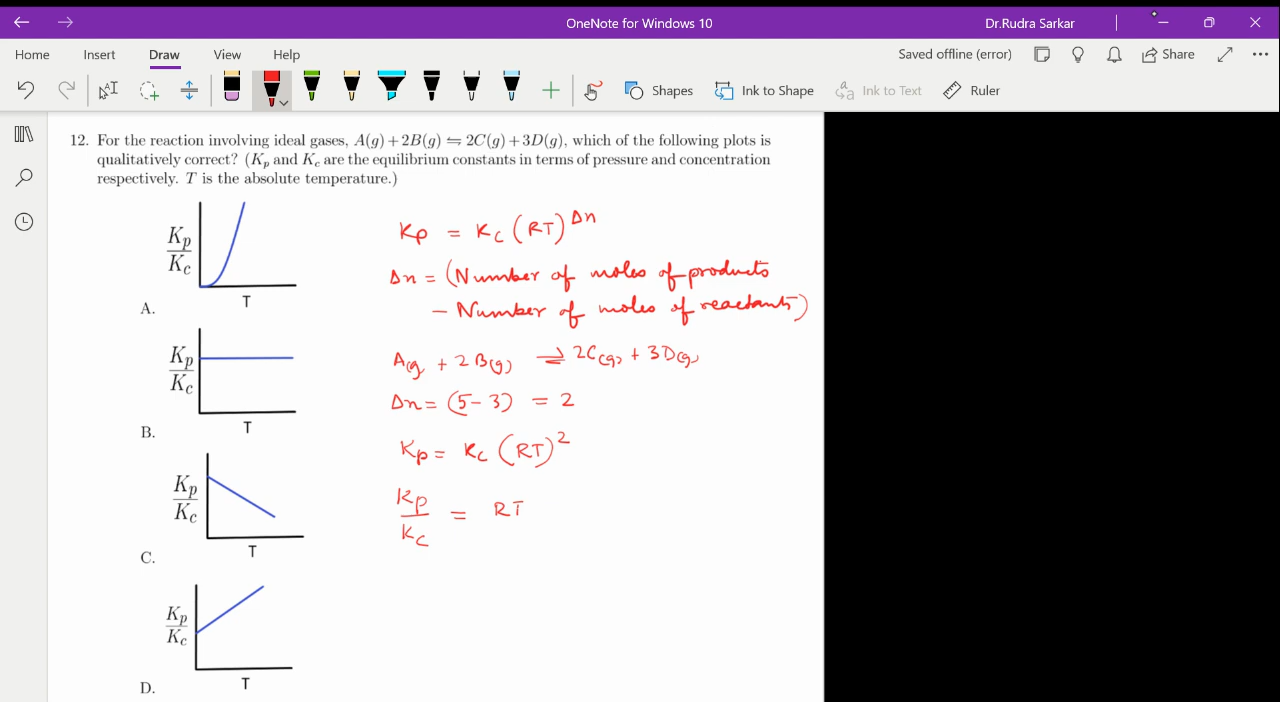 OneNote for Windows 10
Dr.Rudra Sarkar
Home Insert Draw View Help
Saved offline (error)
Share
Shapes
Ink to Shape
Ink to Text
Ruler
12. For the reaction involving ideal gases, A(g)+2B(g) ⇋ 2C(g)+3D(g), which of the following plots is
qualitatively correct? (Kp and Kc are the equilibrium constants in terms of pressure and concentration
respectively. T is the absolute temperature.)
Kp
Kc
T
A.
Kp
Kc
T
B.
Kp
Kc
T
C.
Kp
Kc
T
D.
Kp = Kc (RT)^Δn
Δn = (Number of moles of products
− Number of moles of reactants)
A(g) + 2B(g) ⇌ 2C(g) + 3D(g)
Δn = (5-3) = 2
Kp = Kc (RT)^2
Kp
Kc = RT